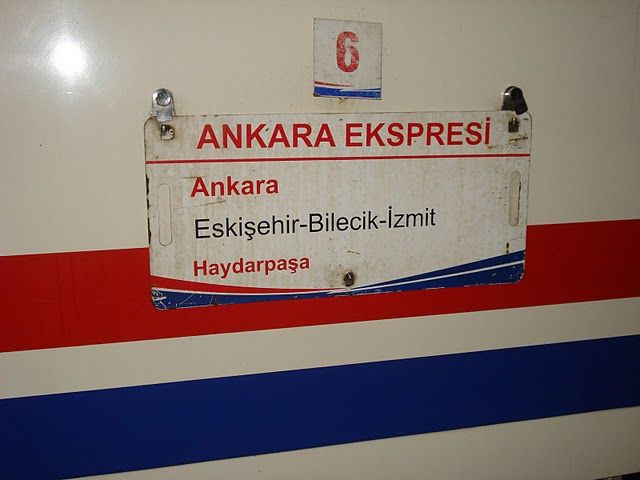 6
ANKARA EKSPRESİ
Ankara
Eskişehir-Bilecik-İzmit
Haydarpaşa